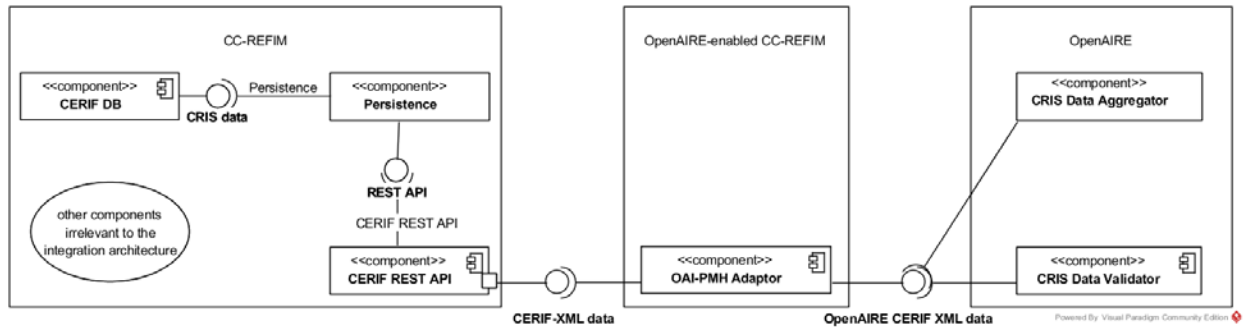 CC-REFIM
<<component>>
CERIF DB
CRIS data
Persistence
<<component>>
Persistence
REST API
CERIF REST API
other components
irrelevant to the
integration architecture
<<component>>
CERIF REST API
CERIF-XML data
OpenAIRE-enabled CC-REFIM
<<component>>
OAI-PMH Adaptor
OpenAIRE CERIF XML data
OpenAIRE
<<component>>
CRIS Data Aggregator
<<component>>
CRIS Data Validator
Powered By Visual Paradigm Community Edition